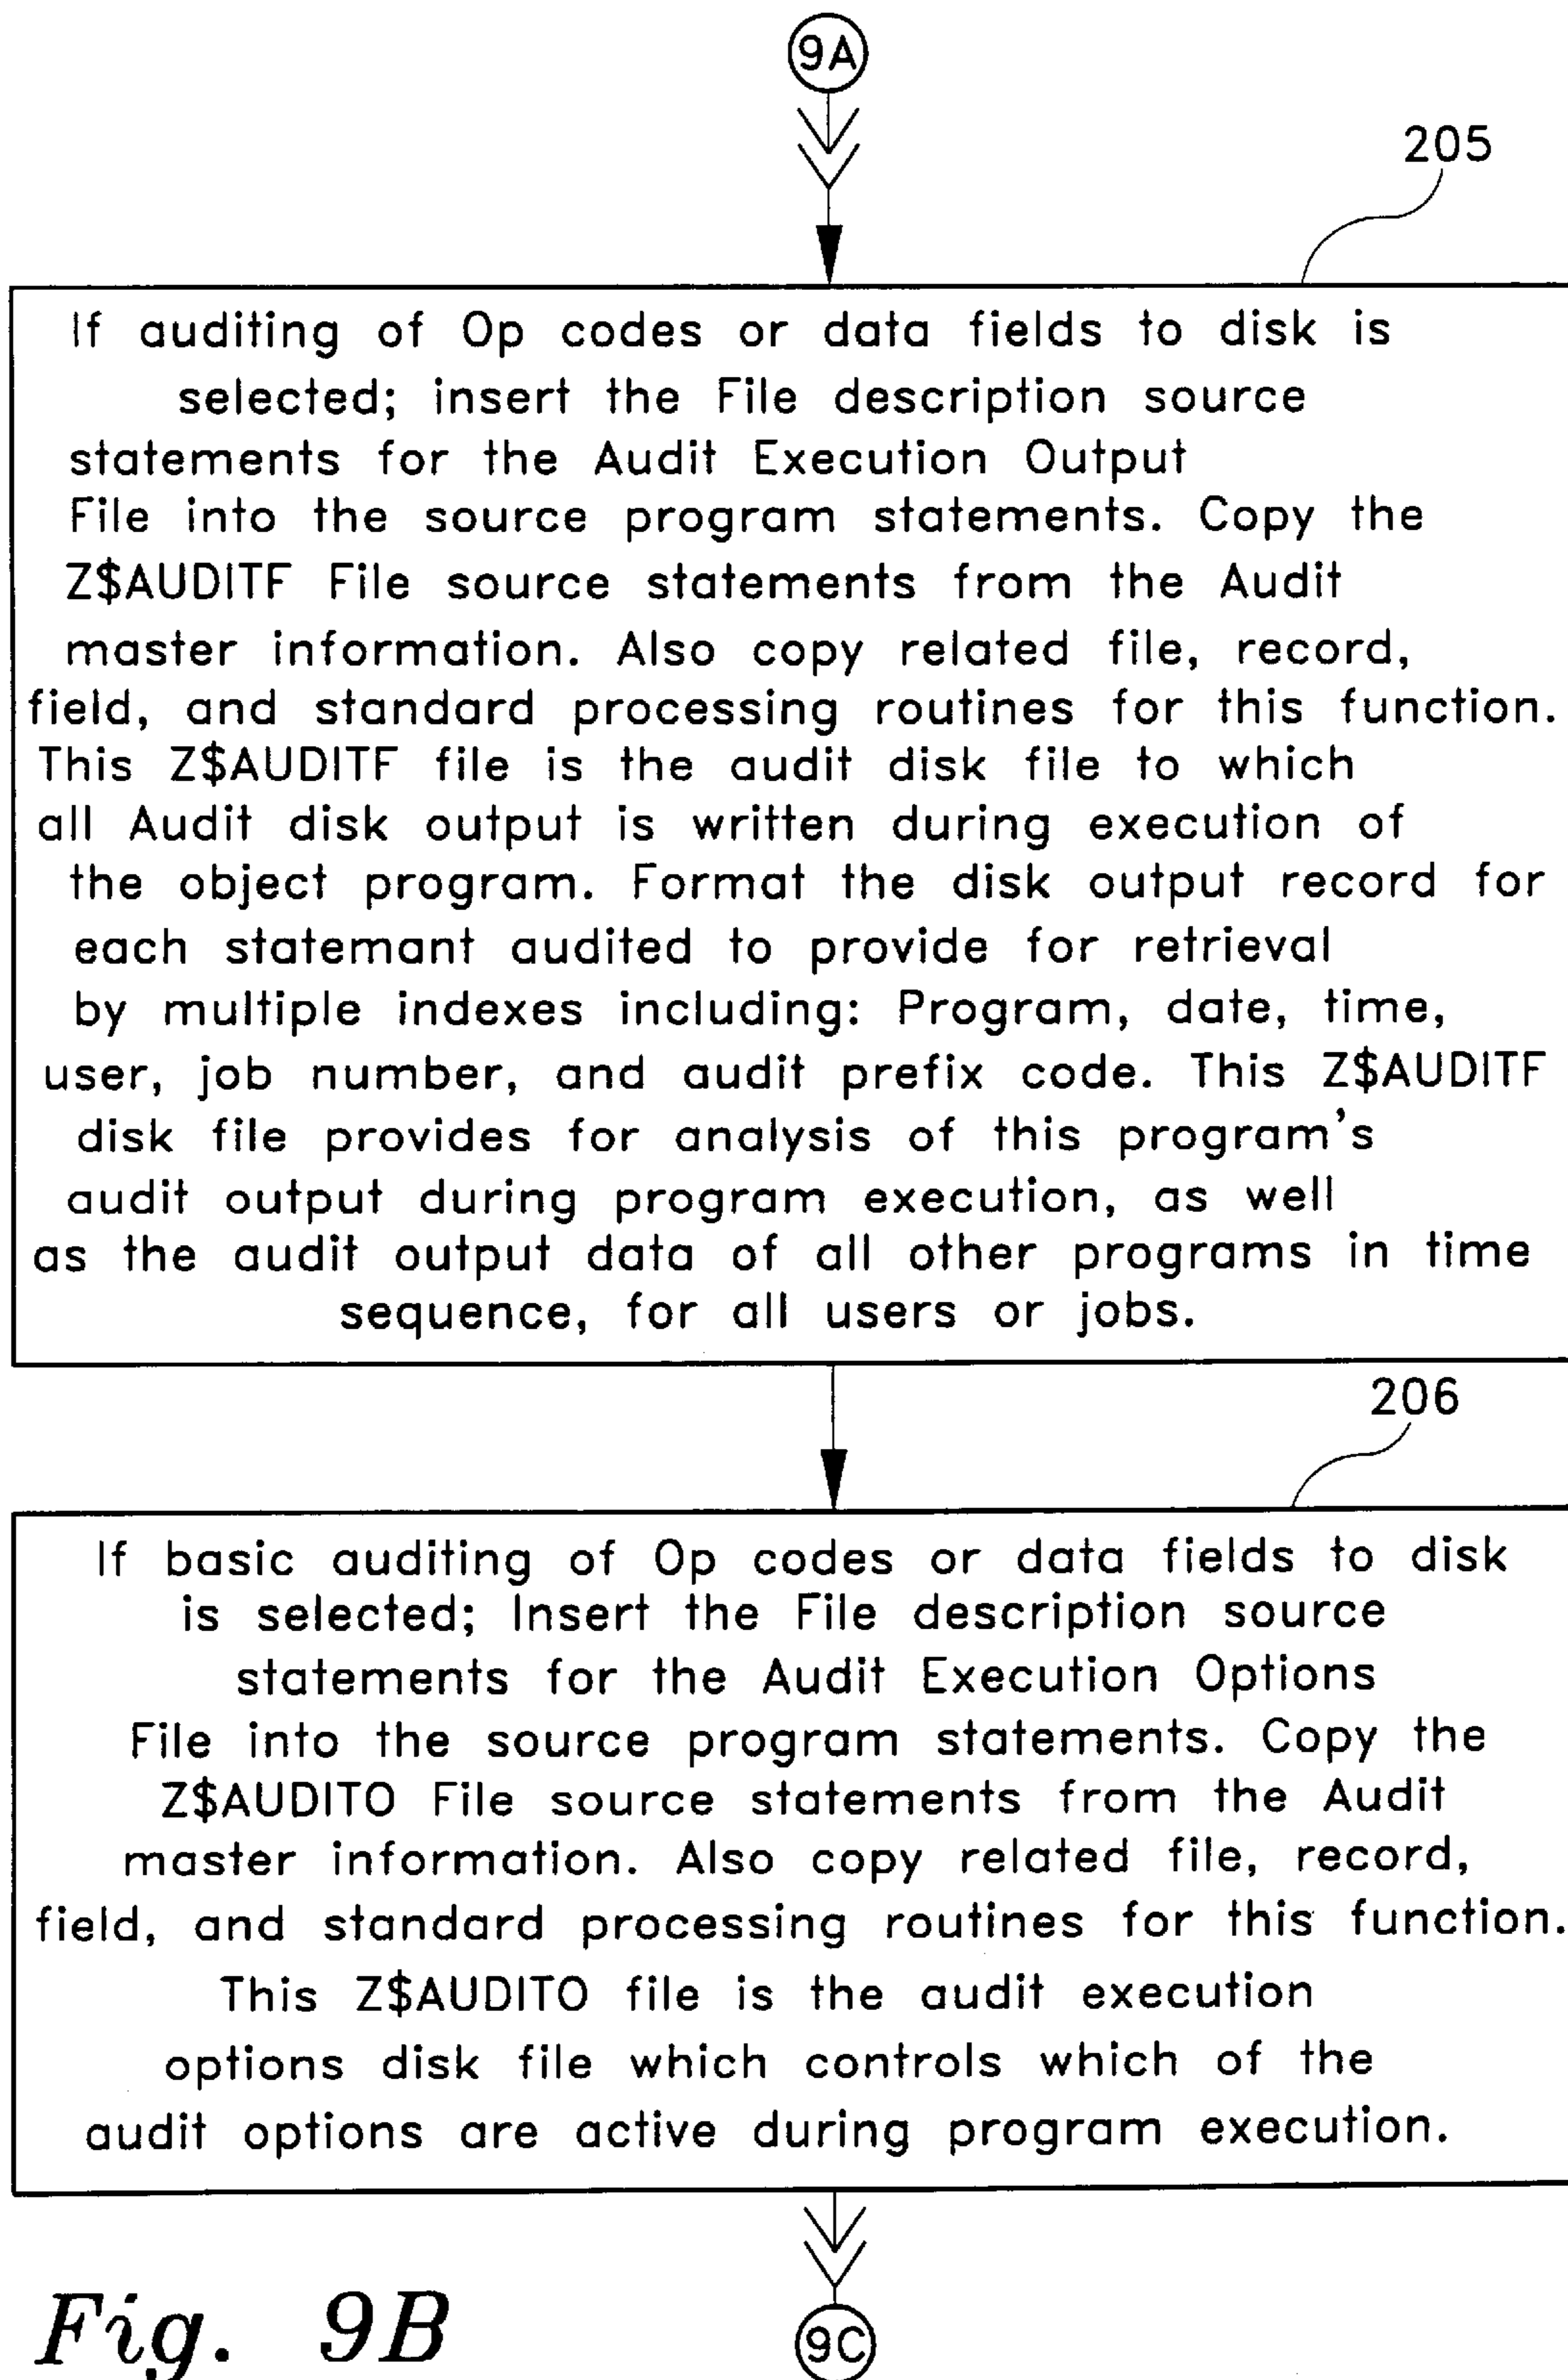 9A
205
If auditing of Op codes or data fields to disk is
selected; insert the File description source
statements for the Audit Execution Output
File into the source program statements. Copy the
Z$AUDITF File source statements from the Audit
master information. Also copy related file, record,
field, and standard processing routines for this function.
This Z$AUDITF file is the audit disk file to which
all Audit disk output is written during execution of
the object program. Format the disk output record for
each statemant audited to provide for retrieval
by multiple indexes including: Program, date, time,
user, job number, and audit prefix code. This Z$AUDITF
disk file provides for analysis of this program's
audit output during program execution, as well
as the audit output data of all other programs in time
sequence, for all users or jobs.
206
If basic auditing of Op codes or data fields to disk
is selected; Insert the File description source
statements for the Audit Execution Options
File into the source program statements. Copy the
Z$AUDITO File source statements from the Audit
master information. Also copy related file, record,
field, and standard processing routines for this function.
This Z$AUDITO file is the audit execution
options disk file which controls which of the
audit options are active during program execution.
Fig. 9B
9C